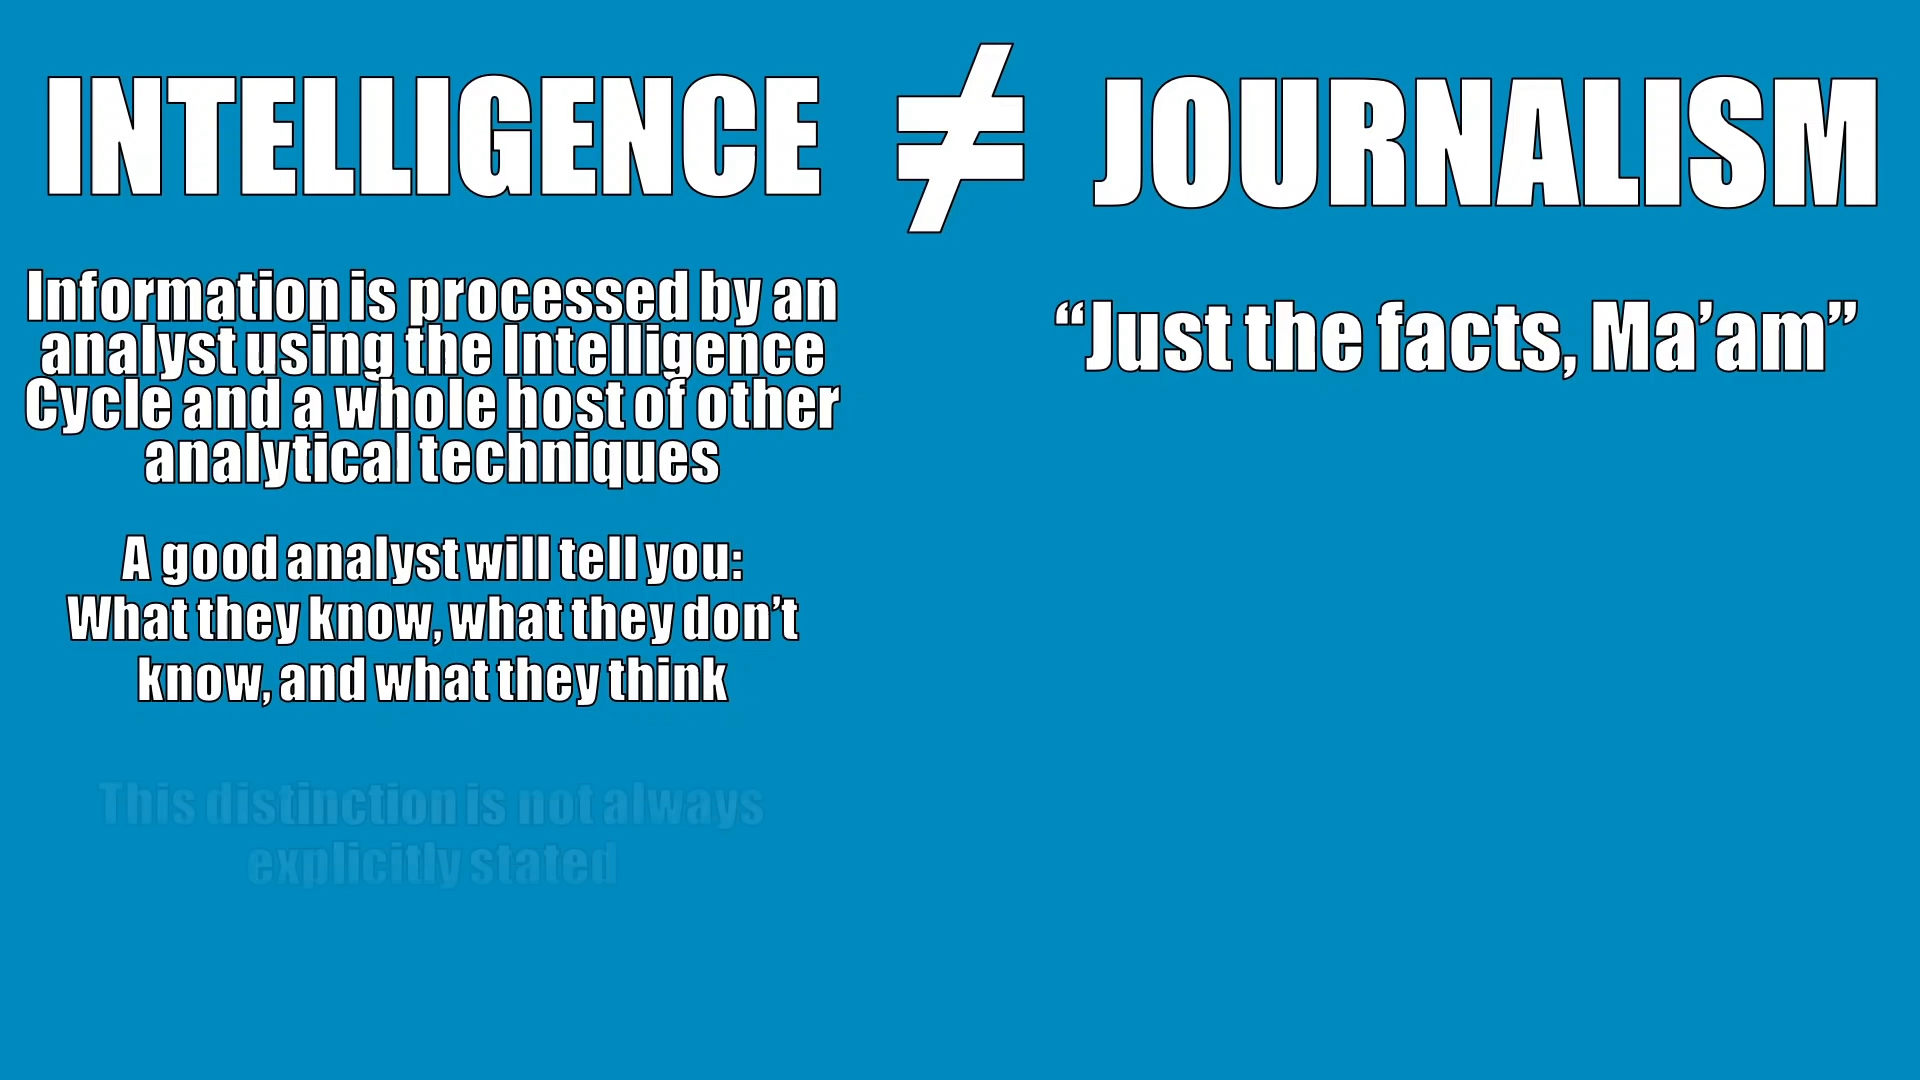 INTELLIGENCE ≠ JOURNALISM
Information is processed by an
analyst using the Intelligence
Cycle and a whole host of other
analytical techniques
A good analyst will tell you:
What they know, what they don’t
know, and what they think
This distinction is not always
explicitly stated
“Just the facts, Ma’am”